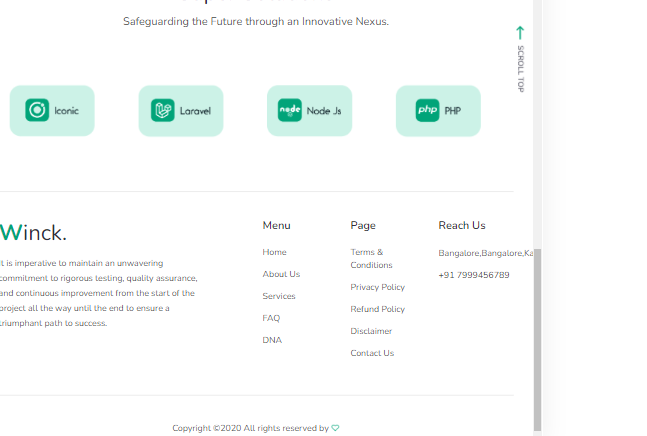 Safeguarding the Future through an Innovative Nexus.
SCROLL TOP
Iconic
Laravel
node
Node Js
php
PHP
Winck.
It is imperative to maintain an unwavering
commitment to rigorous testing, quality assurance,
and continuous improvement from the start of the
project all the way until the end to ensure a
triumphant path to success.
Menu
Home
About Us
Services
FAQ
DNA
Page
Terms &
Conditions
Privacy Policy
Refund Policy
Disclaimer
Contact Us
Reach Us
Bangalore,Bangalore,Ka
+91 7999456789
Copyright ©2020 All rights reserved by